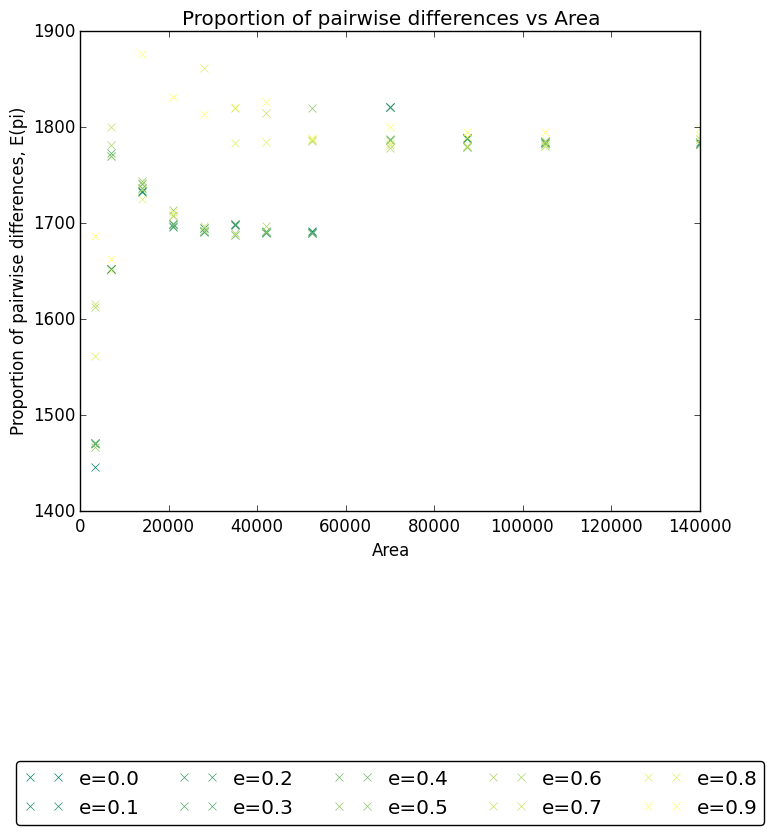 Proportion of pairwise differences vs Area
1900
1800
1700
1600
1500
1400
Proportion of pairwise differences, E(pi)
0 20000 40000 60000 80000 100000 120000 140000
Area
e=0.0 e=0.2 e=0.4 e=0.6 e=0.8
e=0.1 e=0.3 e=0.5 e=0.7 e=0.9